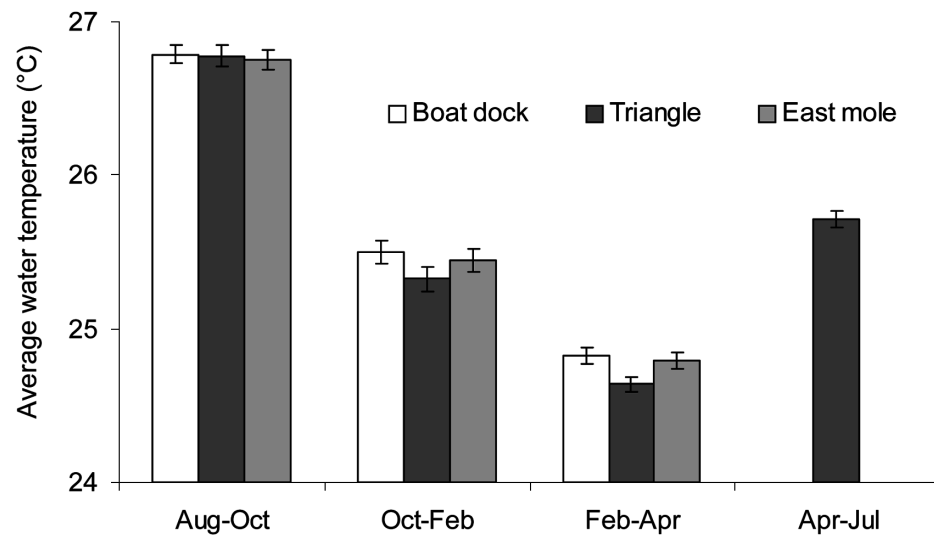 Average water temperature (°C)
27
26
25
24
Boat dock Triangle East mole
Aug-Oct Oct-Feb Feb-Apr Apr-Jul